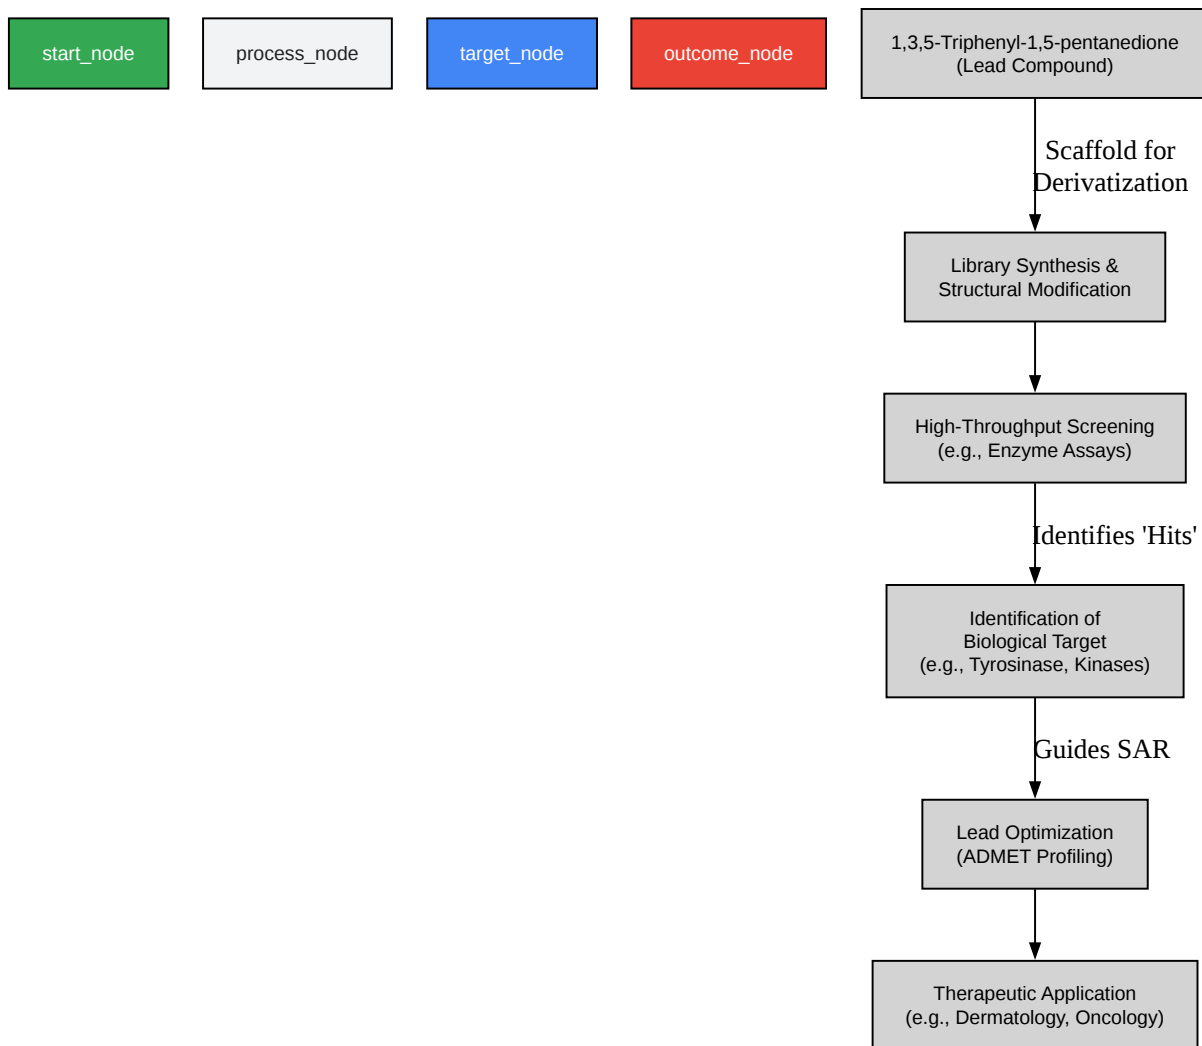 start_node
process_node
target_node
outcome_node
1,3,5-Triphenyl-1,5-pentanedione
(Lead Compound)
Scaffold for
Derivatization
Library Synthesis &
Structural Modification
High-Throughput Screening
(e.g., Enzyme Assays)
Identifies 'Hits'
Identification of
Biological Target
(e.g., Tyrosinase, Kinases)
Guides SAR
Lead Optimization
(ADMET Profiling)
Therapeutic Application
(e.g., Dermatology, Oncology)